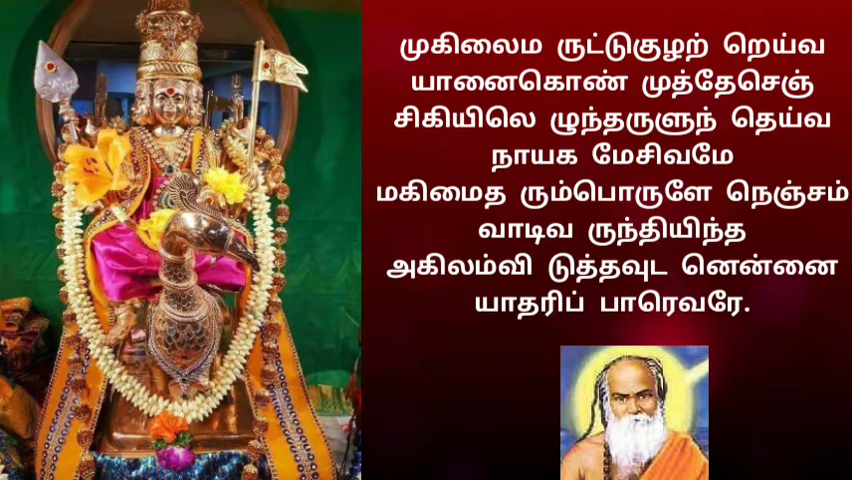 முகிலைம ருட்டுகுழற் றெய்வ
யானைகொண் முத்தேசெஞ்
சிகியிலெ ழுந்தருளுந் தெய்வ
நாயக மேசிவமே
மகிமைத ரும்பொருளே நெஞ்சம்
வாடிவ ருந்தியிந்த
அகிலம்வி டுத்தவுட னென்னை
யாதரிப் பாரெவரே.